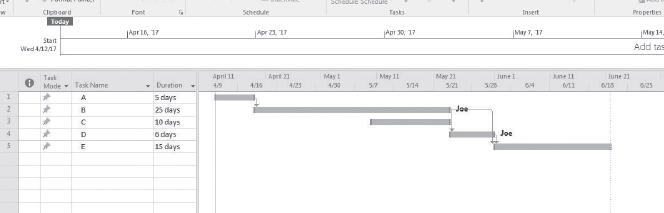 Clipboard Font Schedule Tasks Insert Properties
Today
Apr 16, '17 Apr 23, '17 Apr 30, '17 May 7, '17 May 14,
Start
Wed 4/12/17
Add tas
Task Mode Task Name Duration
April 11 April 21 May 1 May 11 May 21 June 1 June 11 June 21
4/9 4/16 4/23 4/30 5/7 5/14 5/21 5/28 6/4 6/11 6/18 6/25
1 A 5 days
2 B 25 days Joe
3 C 10 days
4 D 6 days Joe
5 E 15 days